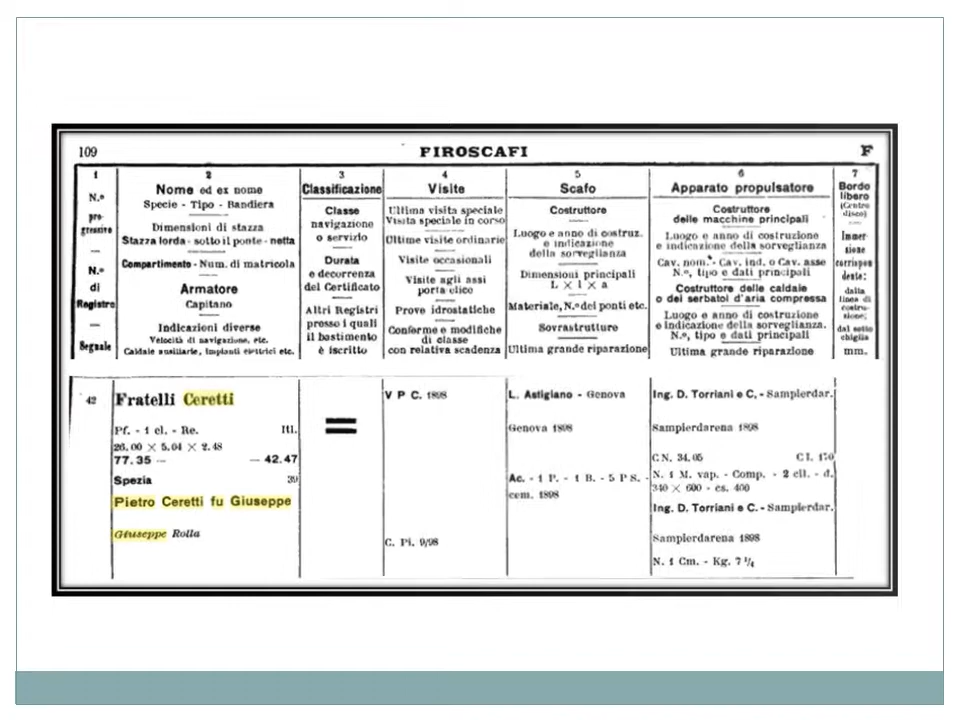 109 FIROSCAFI F
1
N.º
pro-
gressivo
—
N.º
di
Registro
—
Segnale
2
Nome ed ex nome
Specie - Tipo - Bandiera
Dimensioni di stazza
Stazza lorda - sotto il ponte - netta
Compartimento - Num. di matricola
Armatore
Capitano
Indicazioni diverse
Velocità di navigazione, etc.
Caldaie ausiliarie, impianti elettrici etc.
3
Classificazione
Classe
navigazione
o servizio
Durata
e decorrenza
del Certificato
Altri Registri
presso i quali
il bastimento
è iscritto
4
Visite
Ultima visita speciale
Visita speciale in corso
Ultime visite ordinarie
Visite occasionali
Visite agli assi
porta elice
Prove idrostatiche
Conferme e modifiche
di classe
con relativa scadenza
5
Scafo
Costruttore
Luogo e anno di costruz.
e indicazione
della sorveglianza
Dimensioni principali
L × l × a
Materiale, N.º dei ponti etc.
Sovrastrutture
Ultima grande riparazione
6
Apparato propulsatore
Costruttore
delle macchine principali
Luogo e anno di costruzione
e indicazione della sorveglianza
Cav. nom. - Cav. ind. o Cav. asse
N.º, tipo e dati principali
Costruttore delle caldaie
o dei serbatoi d'aria compressa
Luogo e anno di costruzione
e indicazione della sorveglianza.
N.º, tipo e dati principali
Ultima grande riparazione
7
Bordo
libero
(Centro
disco)
Immer
sione
corrispon
dente:
dalla
linea di
costru-
zione;
dal sotto
chiglia
mm.
42
Fratelli Ceretti
Pf. - 1 el. - Re. Itl.
26.00 × 5.04 × 2.48
77.35 — — 42.47
Spezia 39
Pietro Ceretti fu Giuseppe
Giuseppe Rolla
=
V P C. 1898
C. Pi. 9/98
L. Astigiano - Genova
Genova 1898
Ac. - 1 P. - 1 B. - 5 P S. -
cem. 1898
Ing. D. Torriani e C. - Sampierdar.
Sampierdarena 1898
C N. 34.05 C I. 170
N. 1 M. vap. - Comp. - 2 cil. - d.
340 × 600 - cs. 400
Ing. D. Torriani e C. - Sampierdar.
Sampierdarena 1898
N. 1 Cm. - Kg. 7 ¼